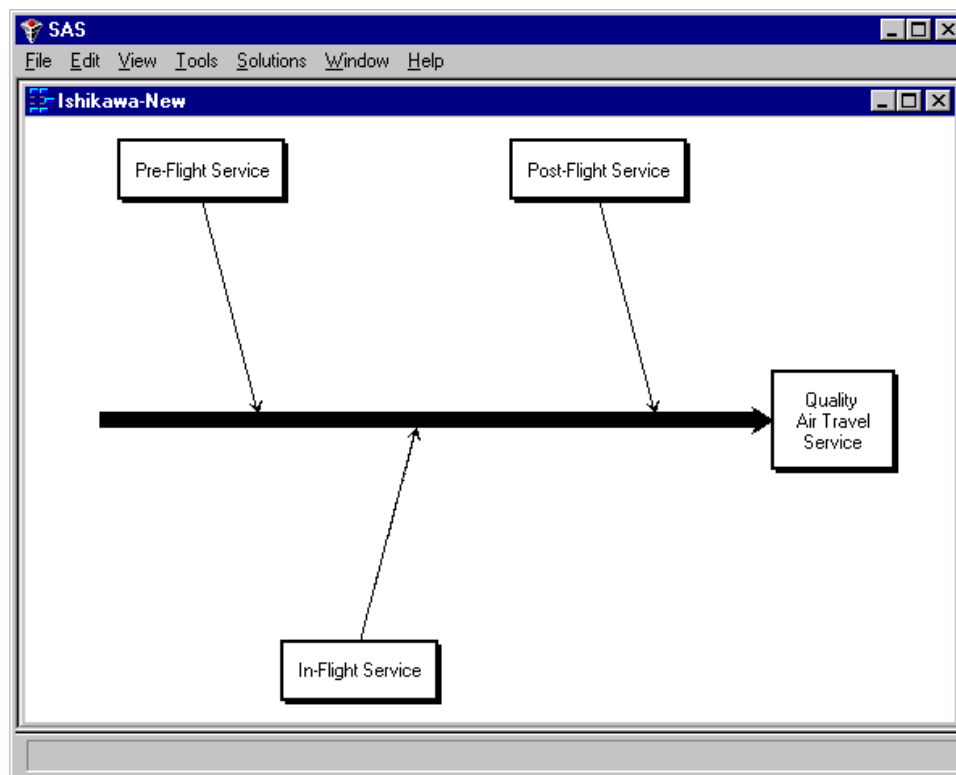 SAS
File Edit View Tools Solutions Window Help
Ishikawa-New
Pre-Flight Service
Post-Flight Service
Quality
Air Travel
Service
In-Flight Service